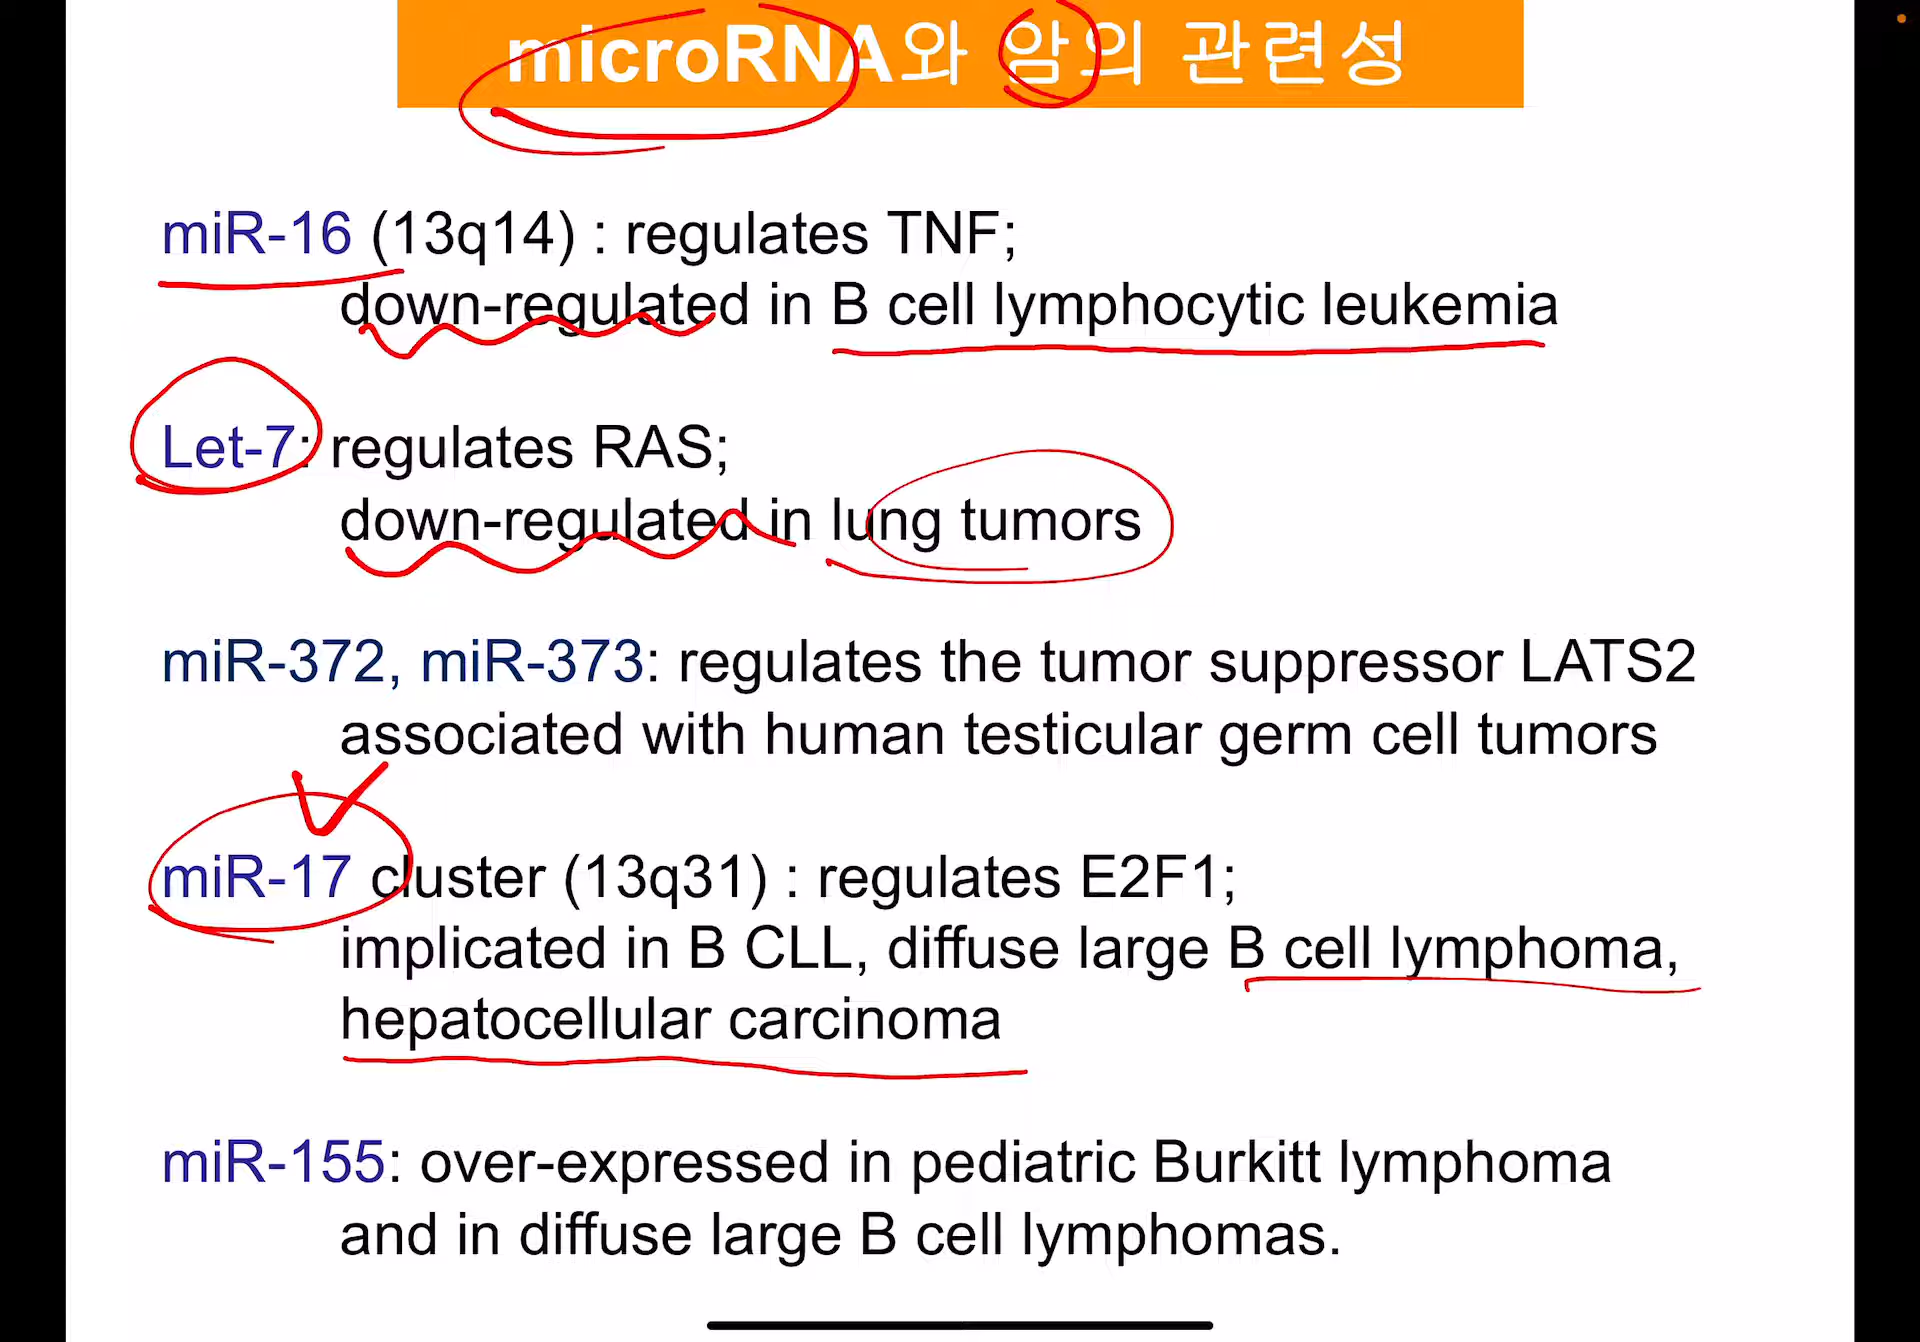 microRNA와 암의 관련성
miR-16 (13q14) : regulates TNF;
down-regulated in B cell lymphocytic leukemia
Let-7: regulates RAS;
down-regulated in lung tumors
miR-372, miR-373: regulates the tumor suppressor LATS2
associated with human testicular germ cell tumors
miR-17 cluster (13q31) : regulates E2F1;
implicated in B CLL, diffuse large B cell lymphoma,
hepatocellular carcinoma
miR-155: over-expressed in pediatric Burkitt lymphoma
and in diffuse large B cell lymphomas.